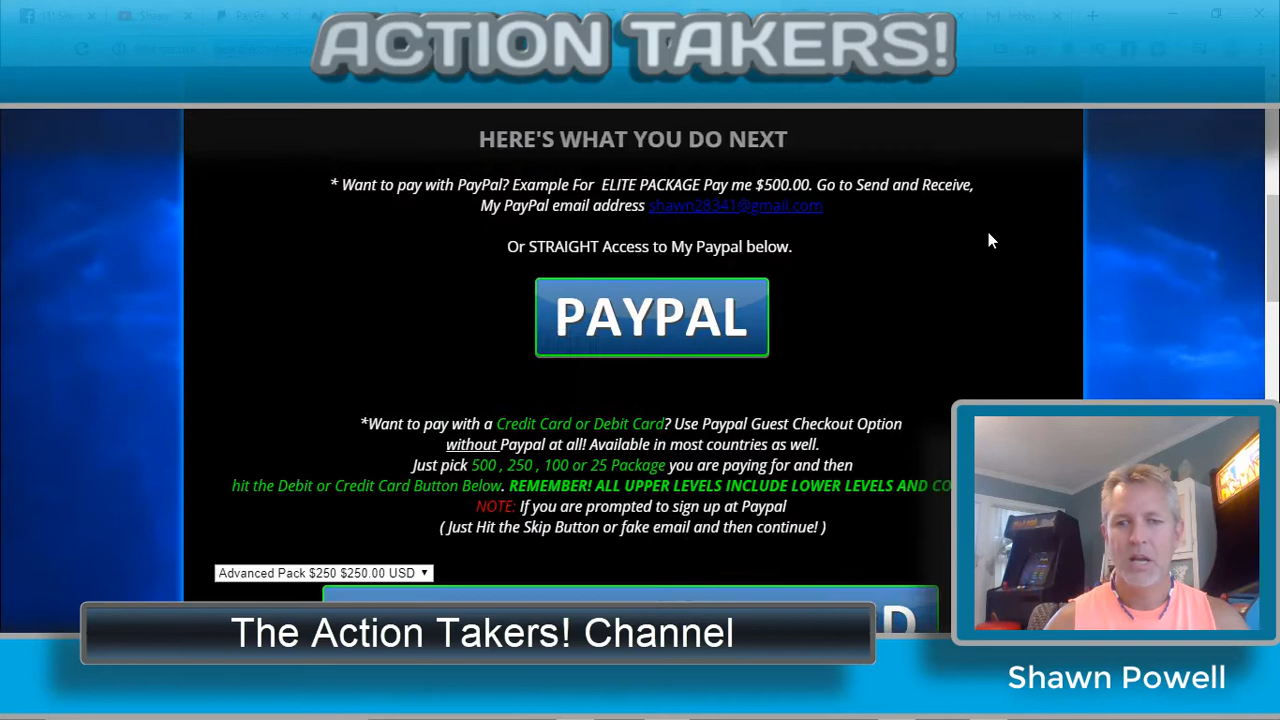 ACTION TAKERS!
HERE'S WHAT YOU DO NEXT
* Want to pay with PayPal? Example For ELITE PACKAGE Pay me $500.00. Go to Send and Receive,
My PayPal email address shawn28341@gmail.com
Or STRAIGHT Access to My Paypal below.
PAYPAL
*Want to pay with a Credit Card or Debit Card? Use Paypal Guest Checkout Option
without Paypal at all! Available in most countries as well.
Just pick 500 , 250 , 100 or 25 Package you are paying for and then
hit the Debit or Credit Card Button Below. REMEMBER! ALL UPPER LEVELS INCLUDE LOWER LEVELS AND CO
NOTE: If you are prompted to sign up at Paypal
( Just Hit the Skip Button or fake email and then continue! )
Advanced Pack $250 $250.00 USD
The Action Takers! Channel
Shawn Powell